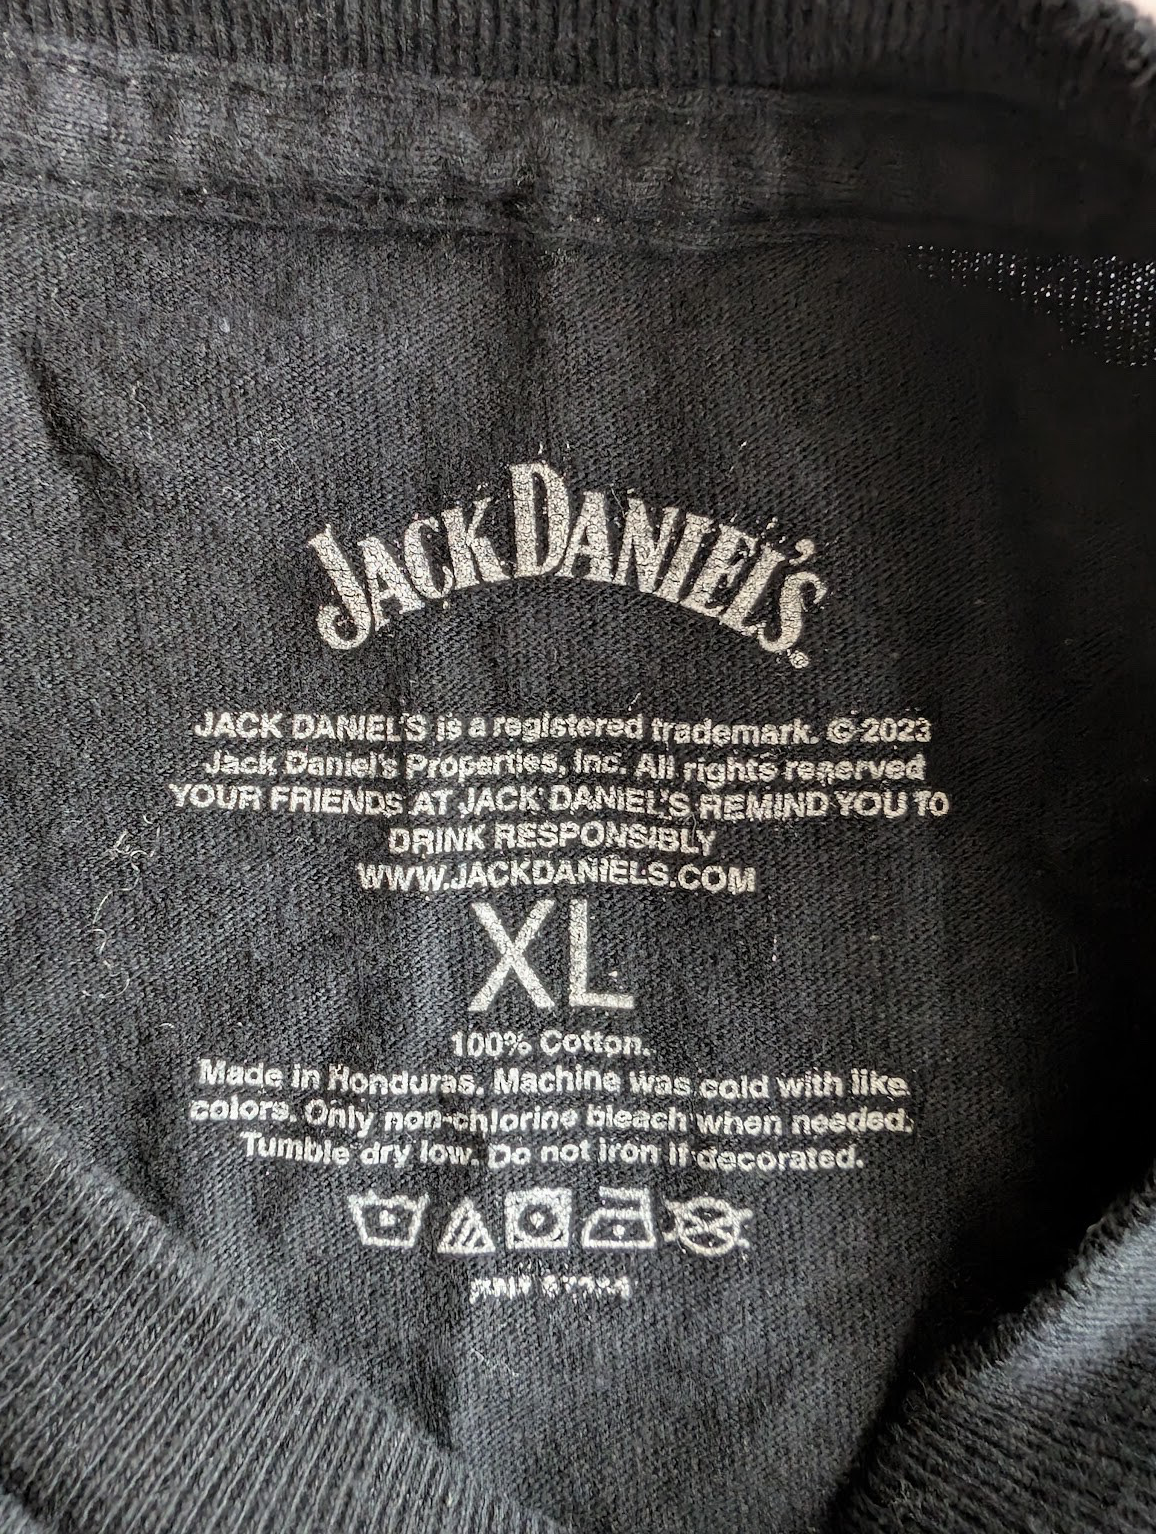 JACK DANIEL'S®
JACK DANIEL'S is a registered trademark. © 2023
Jack Daniel's Properties, Inc. All rights reserved
YOUR FRIENDS AT JACK DANIEL'S REMIND YOU TO
DRINK RESPONSIBLY
WWW.JACKDANIELS.COM
XL
100% Cotton.
Made in Honduras. Machine was cold with like
colors. Only non-chlorine bleach when needed.
Tumble dry low. Do not iron if decorated.